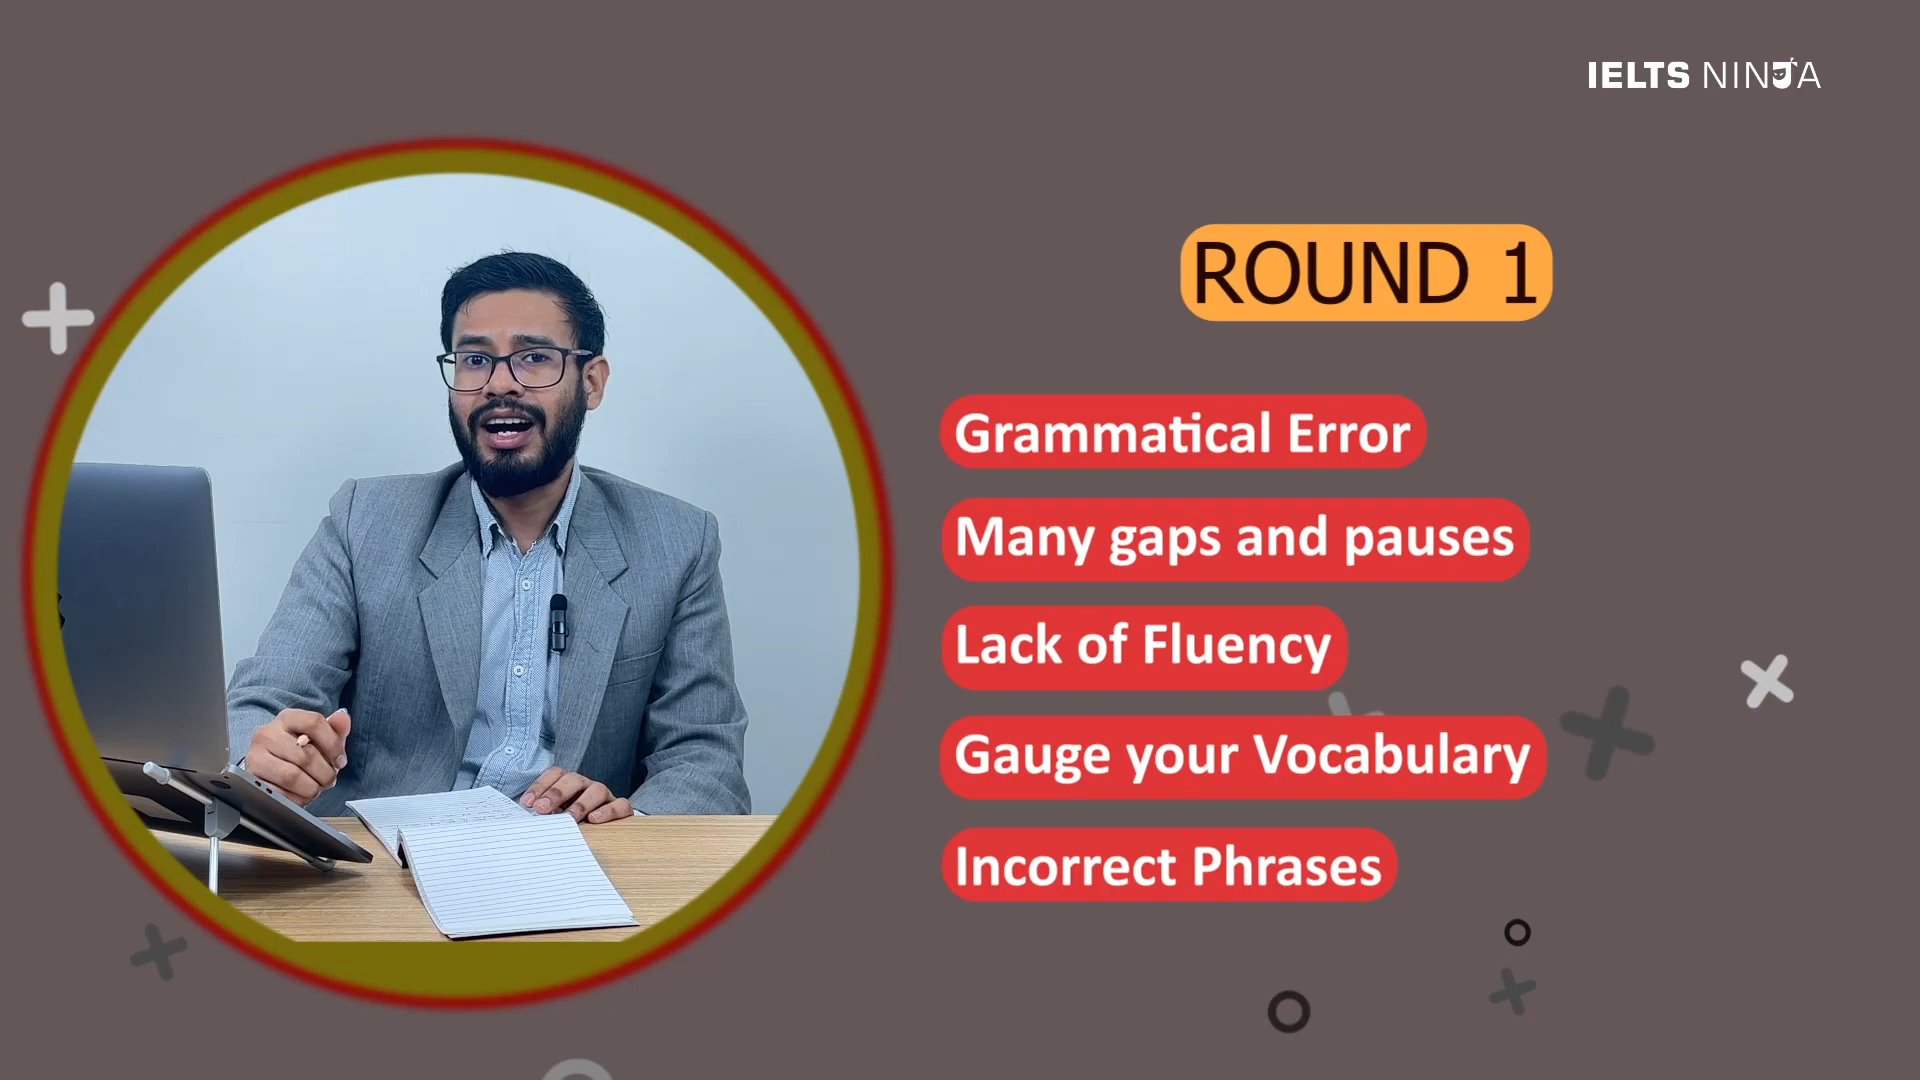 IELTS NINJA
ROUND 1
Grammatical Error
Many gaps and pauses
Lack of Fluency
Gauge your Vocabulary
Incorrect Phrases